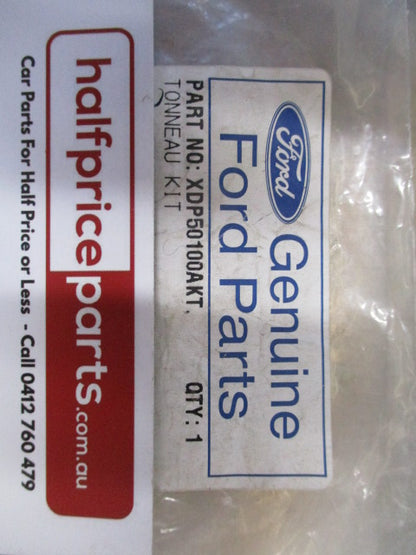 Ford
Genuine
Ford Parts
PART NO: XDP50100AKT, QTY: 1
TONNEAU KIT
halfpriceparts.com.au
Car Parts For Half Price or Less - Call 0412 760 479